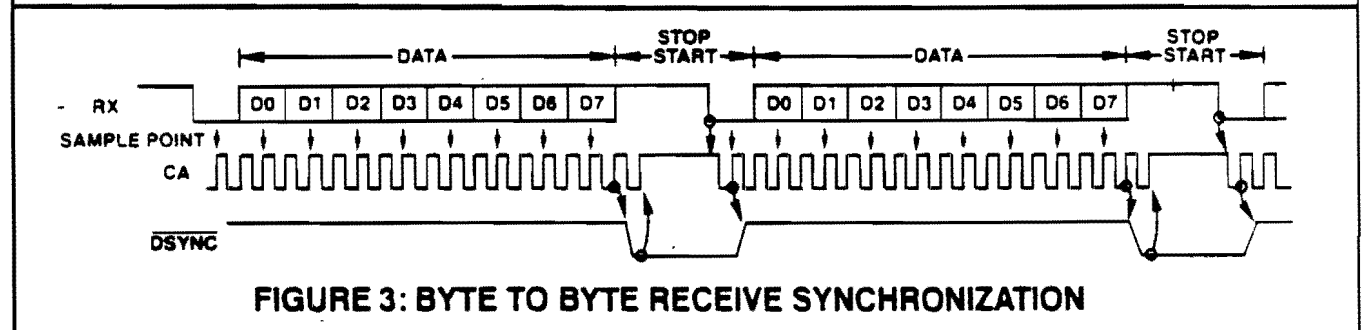 STOP STOP
DATA START DATA START
RX D0 D1 D2 D3 D4 D5 D6 D7 D0 D1 D2 D3 D4 D5 D6 D7
SAMPLE POINT
CA
DSYNC
FIGURE 3: BYTE TO BYTE RECEIVE SYNCHRONIZATION